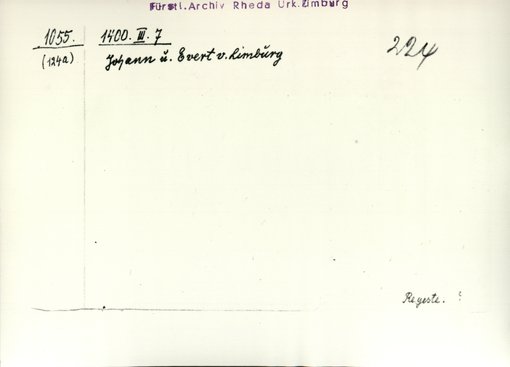 Fürstl. Archiv Rheda Urk. Limburg
1055. 1400. III. 7
(124a) Johann u. Evert v. Limburg
224
Regeste. ?